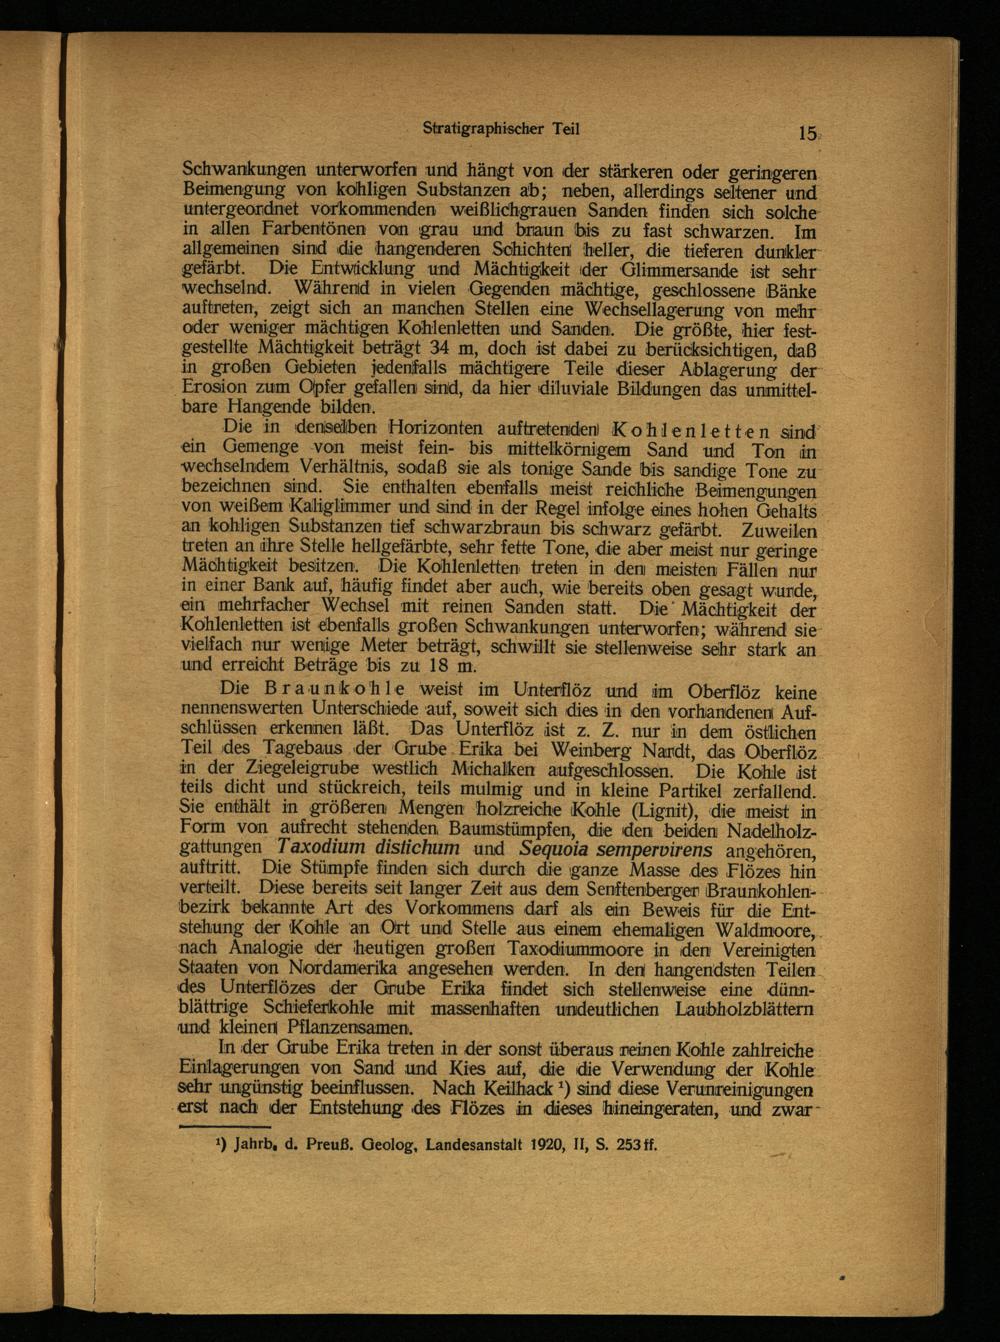 Stratigraphischer Teil 15
Schwankungen unterworfen und hängt von der stärkeren oder geringeren
Beimengung von kohligen Substanzen ab; neben, allerdings seltener und
untergeordnet vorkommenden weißlichgrauen Sanden finden sich solche
in allen Farbentönen von grau und braun bis zu fast schwarzen. Im
allgemeinen sind die hangenderen Schichten heller, die tieferen dunkler
gefärbt. Die Entwicklung und Mächtigkeit der Glimmersande ist sehr
wechselnd. Während in vielen Gegenden mächtige, geschlossene Bänke
auftreten, zeigt sich an manchen Stellen eine Wechsellagerung von mehr
oder weniger mächtigen Kohlenletten und Sanden. Die größte, hier fest-
gestellte Mächtigkeit beträgt 34 m, doch ist dabei zu berücksichtigen, daß
in großen Gebieten jedenfalls mächtigere Teile dieser Ablagerung der
Erosion zum Opfer gefallen sind, da hier diluviale Bildungen das unmittel-
bare Hangende bilden.
Die in denselben Horizonten auftretenden Kohlenletten sind
ein Gemenge von meist fein- bis mittelkörnigem Sand und Ton in
wechselndem Verhältnis, sodaß sie als tonige Sande bis sandige Tone zu
bezeichnen sind. Sie enthalten ebenfalls meist reichliche Beimengungen
von weißem Kaliglimmer und sind in der Regel infolge eines hohen Gehalts
an kohligen Substanzen tief schwarzbraun bis schwarz gefärbt. Zuweilen
treten an ihre Stelle hellgefärbte, sehr fette Tone, die aber meist nur geringe
Mächtigkeit besitzen. Die Kohlenletten treten in den meisten Fällen nur
in einer Bank auf, häufig findet aber auch, wie bereits oben gesagt wurde,
ein mehrfacher Wechsel mit reinen Sanden statt. Die Mächtigkeit der
Kohlenletten ist ebenfalls großen Schwankungen unterworfen; während sie
vielfach nur wenige Meter beträgt, schwillt sie stellenweise sehr stark an
und erreicht Beträge bis zu 18 m.
Die Braunkohle weist im Unterflöz und im Oberflöz keine
nennenswerten Unterschiede auf, soweit sich dies in den vorhandenen Auf-
schlüssen erkennen läßt. Das Unterflöz ist z. Z. nur in dem östlichen
Teil des Tagebaus der Grube Erika bei Weinberg Nardt, das Oberflöz
in der Ziegeleigrube westlich Michalken aufgeschlossen. Die Kohle ist
teils dicht und stückreich, teils mulmig und in kleine Partikel zerfallend.
Sie enthält in größeren Mengen holzreiche Kohle (Lignit), die meist in
Form von aufrecht stehenden Baumstümpfen, die den beiden Nadelholz-
gattungen Taxodium distichum und Sequoia sempervirens angehören,
auftritt. Die Stümpfe finden sich durch die ganze Masse des Flözes hin
verteilt. Diese bereits seit langer Zeit aus dem Senftenberger Braunkohlen-
bezirk bekannte Art des Vorkommens darf als ein Beweis für die Ent-
stehung der Kohle an Ort und Stelle aus einem ehemaligen Waldmoore,
nach Analogie der heutigen großen Taxodiummoore in den Vereinigten
Staaten von Nordamerika angesehen werden. In den hangendsten Teilen
des Unterflözes der Grube Erika findet sich stellenweise eine dünn-
blättrige Schieferkohle mit massenhaften undeutlichen Laubholzblättern
und kleinen Pflanzensamen.
In der Grube Erika treten in der sonst überaus reinen Kohle zahlreiche
Einlagerungen von Sand und Kies auf, die die Verwendung der Kohle
sehr ungünstig beeinflussen. Nach Keilhack ¹) sind diese Verunreinigungen
erst nach der Entstehung des Flözes in dieses hineingeraten, und zwar
¹) Jahrb. d. Preuß. Geolog. Landesanstalt 1920, II, S. 253 ff.